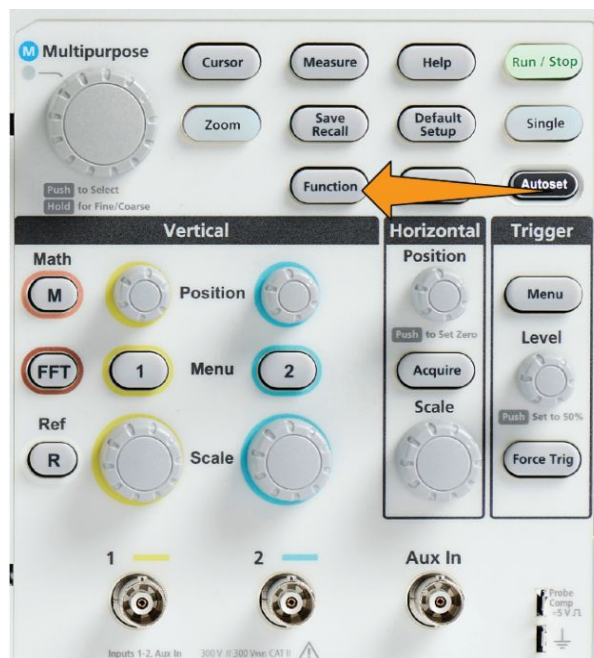 M Multipurpose
Cursor
Measure
Help
Run / Stop
Zoom
Save
Recall
Default
Setup
Single
Push to Select
Hold for Fine/Coarse
Function
Autoset
Vertical
Horizontal
Trigger
Math
M
Position
Position
Push to Set Zero
Menu
FFT
1
Menu
2
Acquire
Level
Push Set to 50%
Ref
R
Scale
Scale
Force Trig
1
2
Aux In
Probe
Comp
~5 V
Inputs 1-2, Aux In 300 V
300 V
CAT II